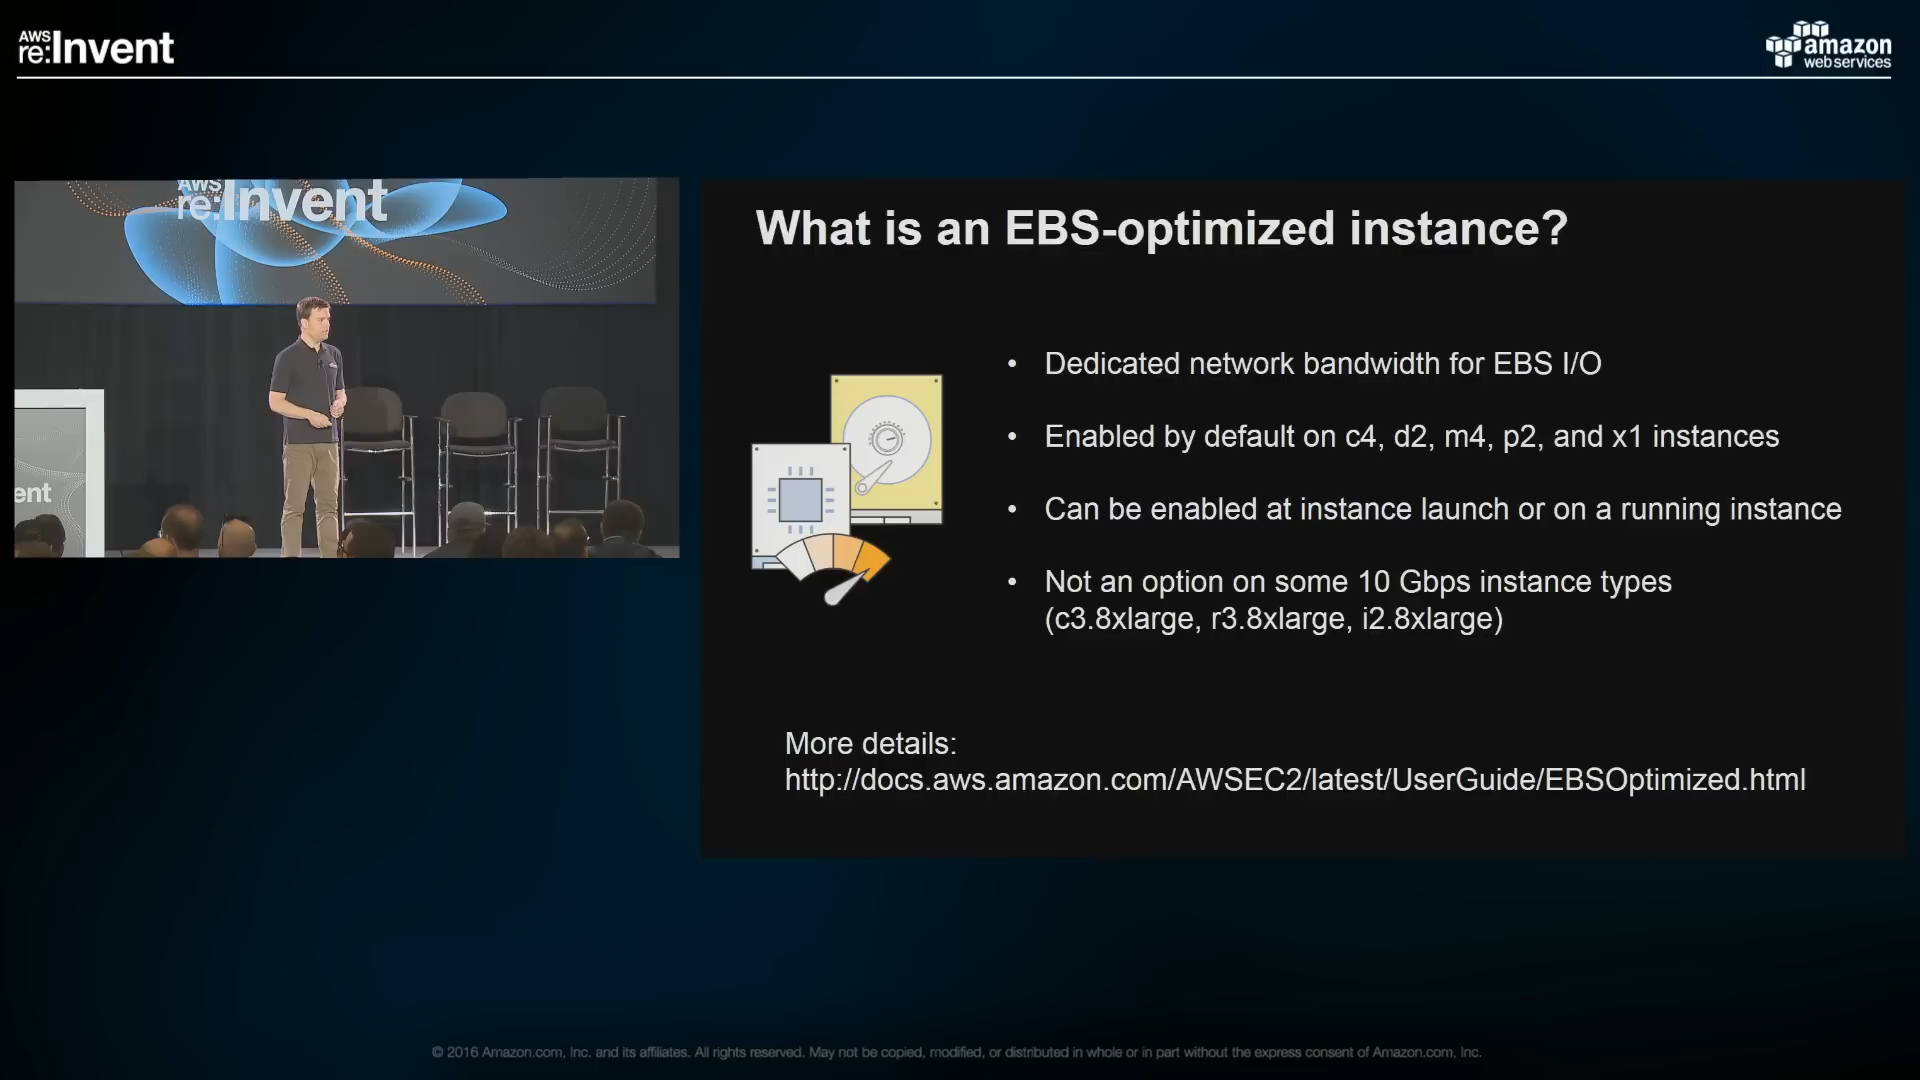 AWS
re:Invent
amazon
web services
AWS
re:Invent
ent
What is an EBS-optimized instance?
• Dedicated network bandwidth for EBS I/O
• Enabled by default on c4, d2, m4, p2, and x1 instances
• Can be enabled at instance launch or on a running instance
• Not an option on some 10 Gbps instance types
(c3.8xlarge, r3.8xlarge, i2.8xlarge)
More details:
http://docs.aws.amazon.com/AWSEC2/latest/UserGuide/EBSOptimized.html
© 2016 Amazon.com, Inc. and its affiliates. All rights reserved. May not be copied, modified, or distributed in whole or in part without the express consent of Amazon.com, Inc.